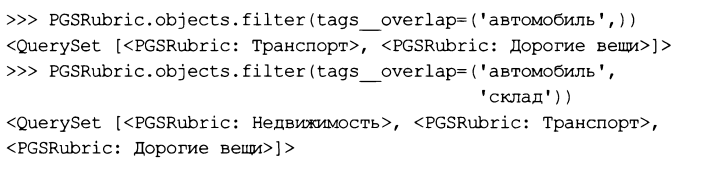 >>> PGSRubric.objects.filter(tags__overlap=('автомобиль',))
<QuerySet [<PGSRubric: Транспорт>, <PGSRubric: Дорогие вещи>]>
>>> PGSRubric.objects.filter(tags__overlap=('автомобиль',
'склад'))
<QuerySet [<PGSRubric: Недвижимость>, <PGSRubric: Транспорт>,
<PGSRubric: Дорогие вещи>]>